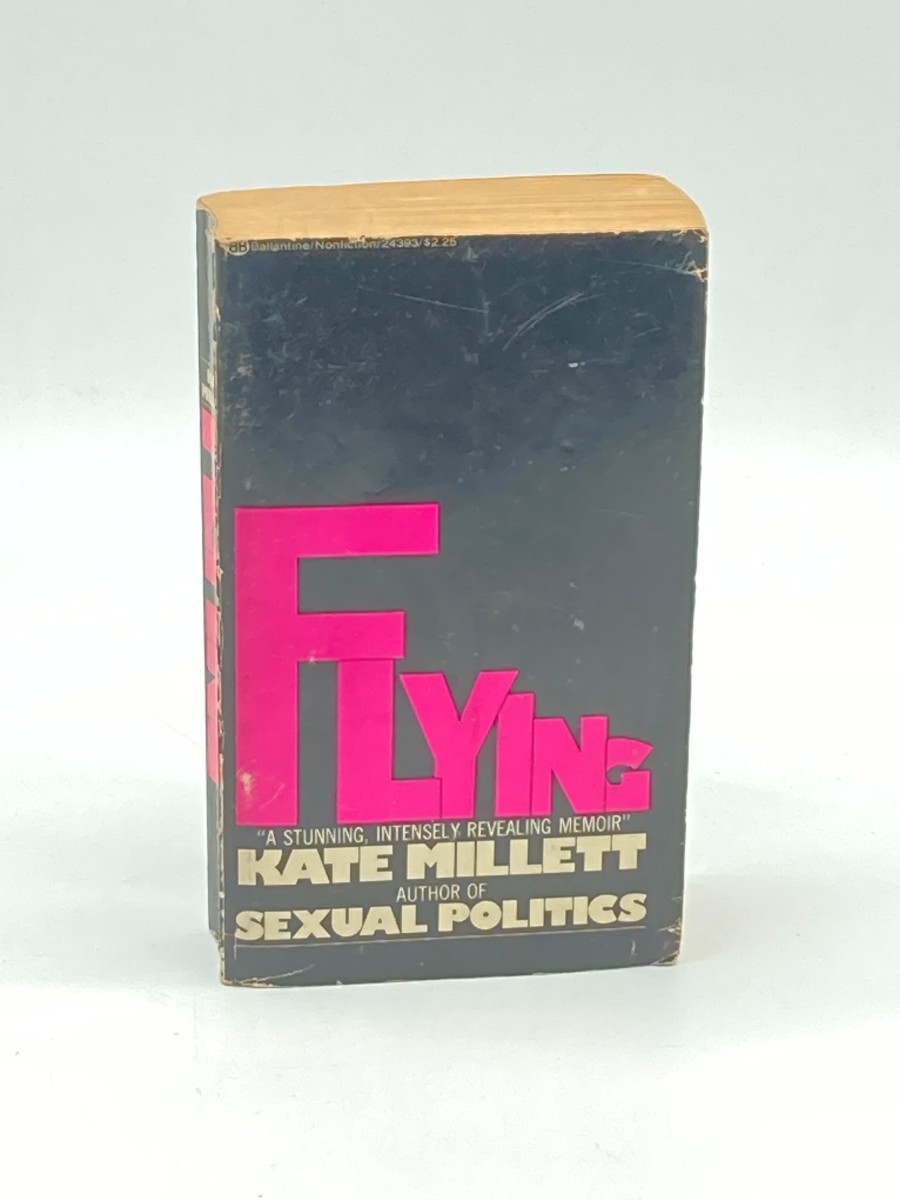 BB Ballantine/Nonfiction/24393/$2.25
FLYING
"A STUNNING, INTENSELY REVEALING MEMOIR"
KATE MILLETT
AUTHOR OF
SEXUAL POLITICS